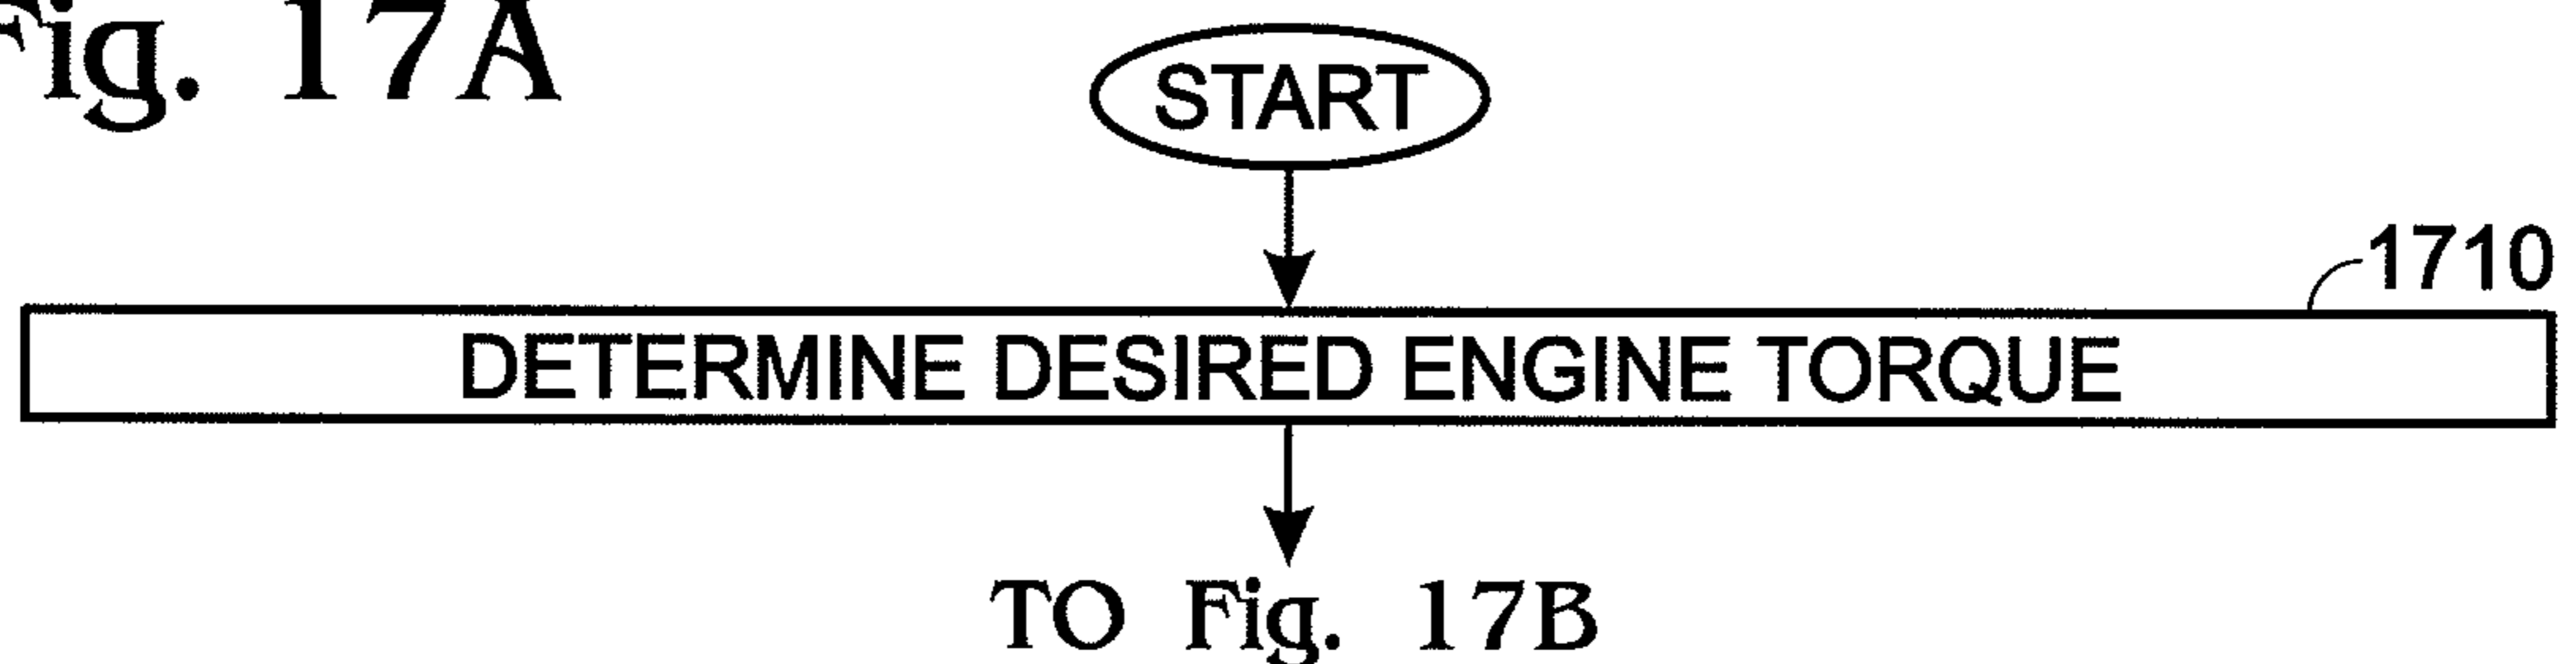 Fig. 17A
START
1710
DETERMINE DESIRED ENGINE TORQUE
TO Fig. 17B